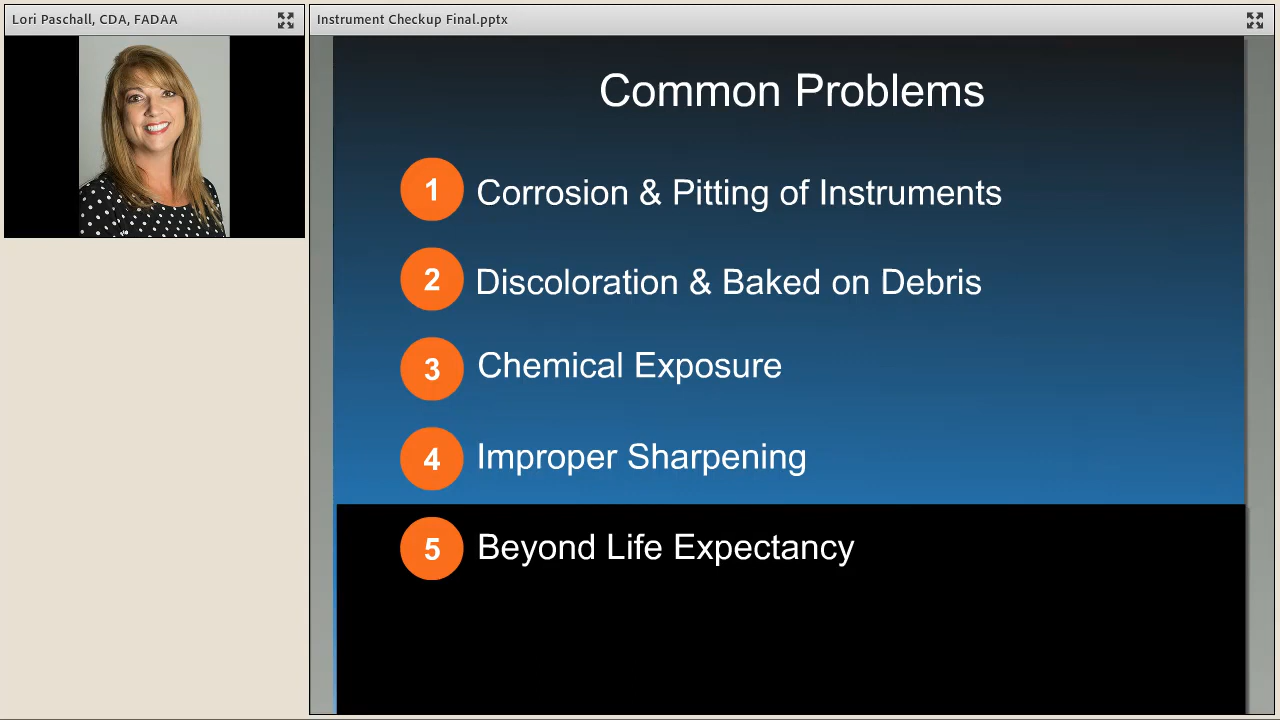 Lori Paschall, CDA, FADAA
Instrument Checkup Final.pptx
Common Problems
1 Corrosion & Pitting of Instruments
2 Discoloration & Baked on Debris
3 Chemical Exposure
4 Improper Sharpening
5 Beyond Life Expectancy